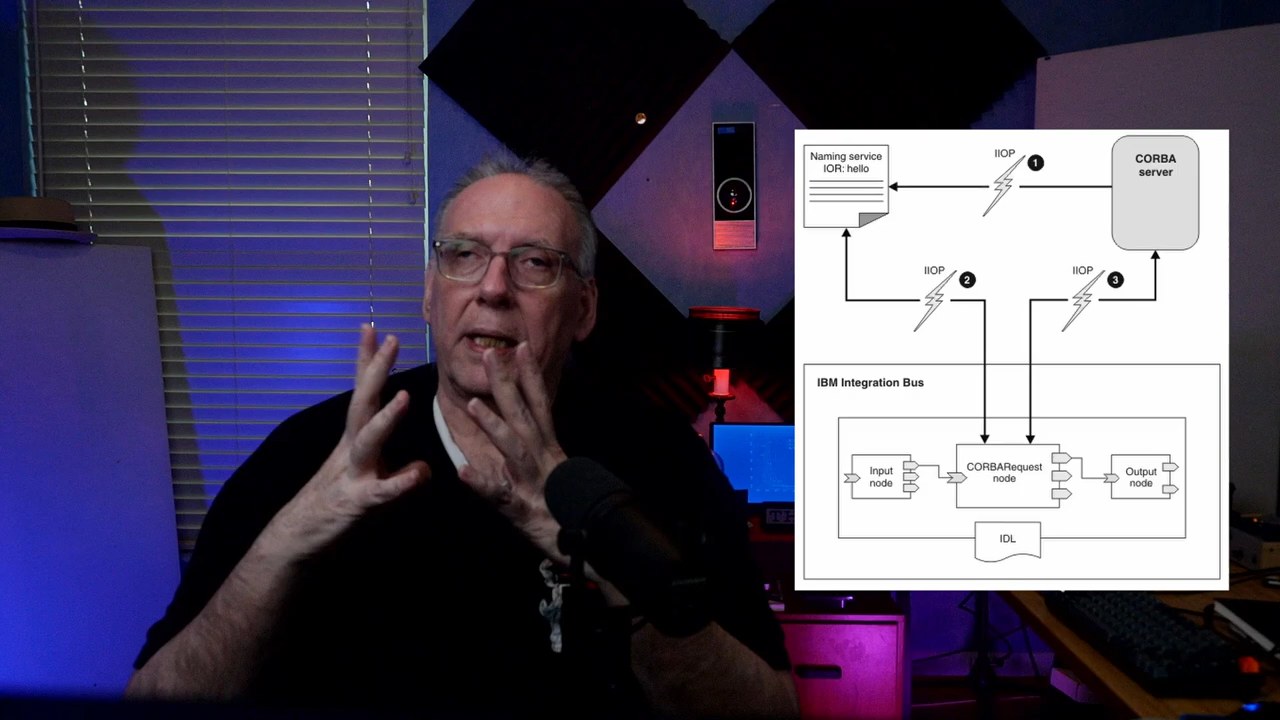 Naming service
IOR: hello
IIOP
1
CORBA
server
IIOP
2
IIOP
3
IBM Integration Bus
Input
node
CORBARequest
node
Output
node
IDL